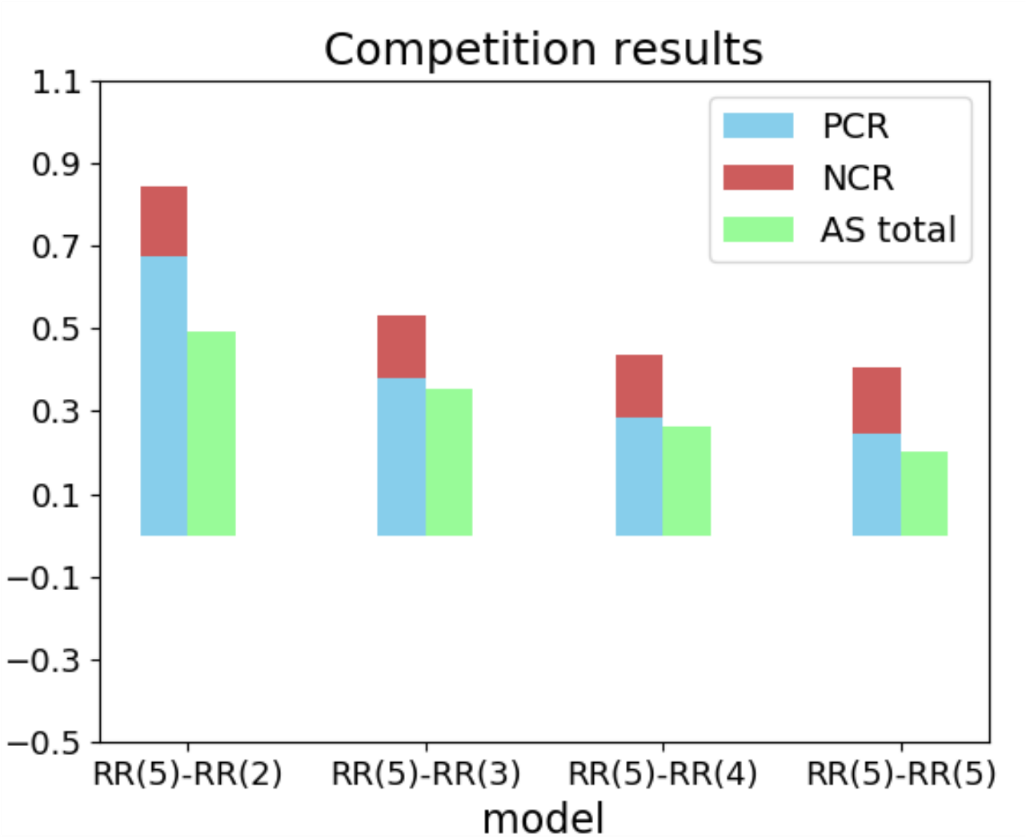 Competition results
1.1
0.9
0.7
0.5
0.3
0.1
−0.1
−0.3
−0.5
PCR
NCR
AS total
RR(5)-RR(2) RR(5)-RR(3) RR(5)-RR(4) RR(5)-RR(5)
model